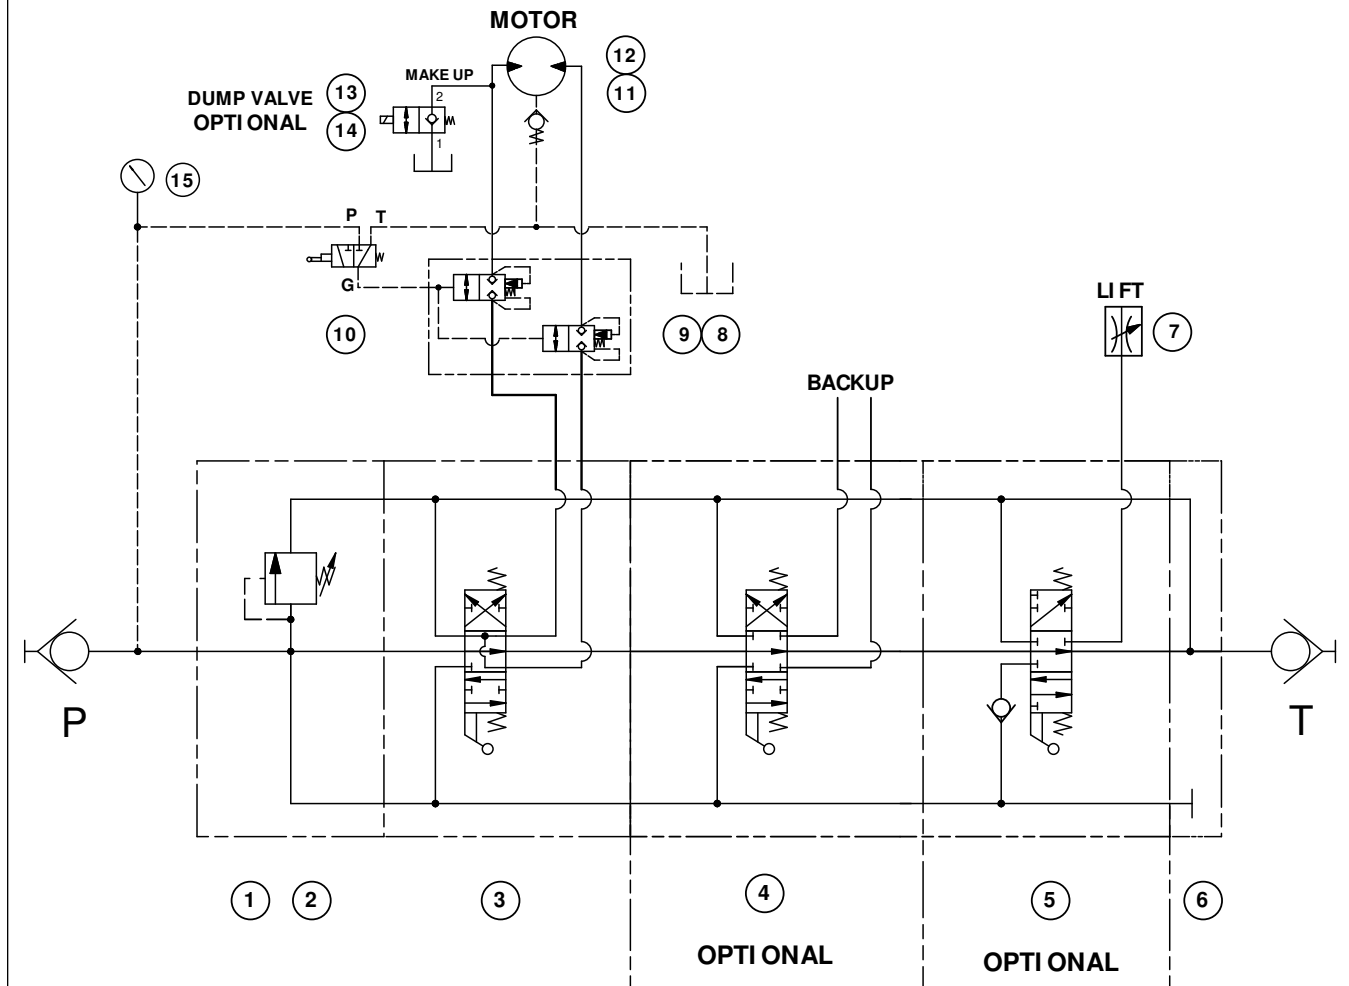 MOTOR
12
11
MAKE UP
2
DUMP VALVE
OPTIONAL
13
14
1
15
P T
G
10
9 8
LIFT
7
BACKUP
P
T
1 2 3 4 5 6
OPTIONAL
OPTIONAL